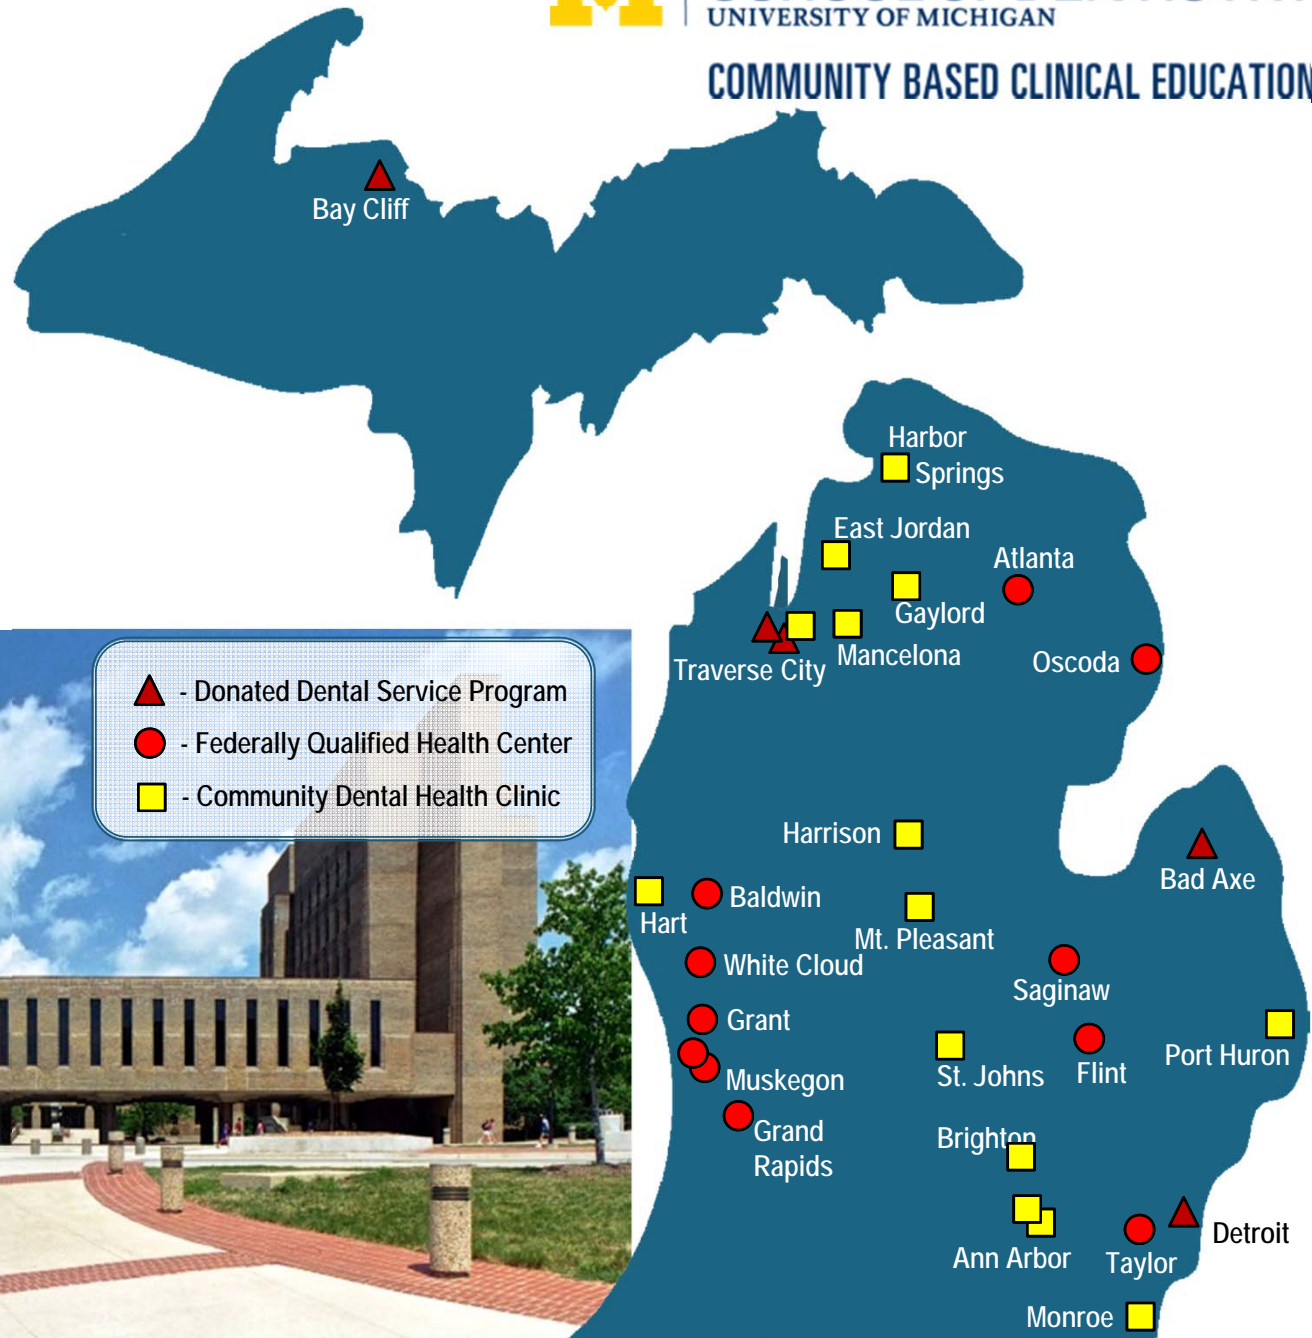 UNIVERSITY OF MICHIGAN
COMMUNITY BASED CLINICAL EDUCATION
Bay Cliff
Harbor
Springs
East Jordan
Atlanta
Gaylord
Mancelona
Traverse City
Oscoda
- Donated Dental Service Program
- Federally Qualified Health Center
- Community Dental Health Clinic
Harrison
Bad Axe
Baldwin
Hart
Mt. Pleasant
White Cloud
Saginaw
Grant
Port Huron
St. Johns
Flint
Muskegon
Grand
Rapids
Brighton
Detroit
Ann Arbor
Taylor
Monroe